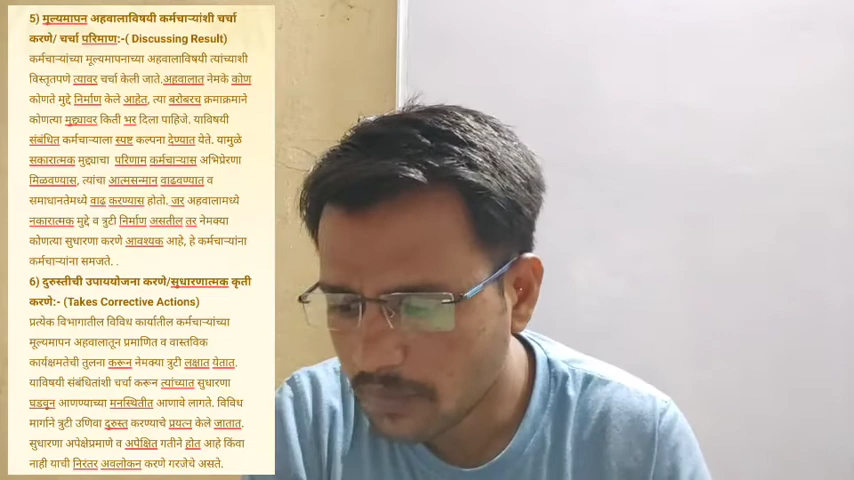 5) मूल्यमापन अहवालाविषयी कर्मचाऱ्यांशी चर्चा
करणे/ चर्चा परिमाण:-( Discussing Result)
कर्मचाऱ्यांच्या मूल्यमापनाच्या अहवालाविषयी त्यांच्याशी
विस्तृतपणे त्यावर चर्चा केली जाते.अहवालात नेमके कोण
कोणते मुद्दे निर्माण केले आहेत, त्या बरोबरच क्रमाक्रमाने
कोणत्या मुद्द्यावर किती भर दिला पाहिजे. याविषयी
संबंधित कर्मचाऱ्याला स्पष्ट कल्पना देण्यात येते. यामुळे
सकारात्मक मुद्द्याचा परिणाम कर्मचाऱ्यास अभिप्रेरणा
मिळवण्यास, त्यांचा आत्मसन्मान वाढवण्यात व
समाधानतेमध्ये वाढ करण्यास होतो. जर अहवालामध्ये
नकारात्मक मुद्दे व त्रुटी निर्माण असतील तर नेमक्या
कोणत्या सुधारणा करणे आवश्यक आहे, हे कर्मचाऱ्यांना
कर्मचाऱ्यांना समजते. .
6) दुरुस्तीची उपाययोजना करणे/सुधारणात्मक कृती
करणे:- (Takes Corrective Actions)
प्रत्येक विभागातील विविध कार्यातील कर्मचाऱ्यांच्या
मूल्यमापन अहवालातून प्रमाणित व वास्तविक
कार्यक्षमतेची तुलना करून नेमक्या त्रुटी लक्षात येतात.
याविषयी संबंधितांशी चर्चा करून त्यांच्यात सुधारणा
घडवून आणण्याच्या मनस्थितीत आणावे लागते. विविध
मार्गाने त्रुटी उणिवा दुरुस्त करण्याचे प्रयत्न केले जातात.
सुधारणा अपेक्षेप्रमाणे व अपेक्षित गतीने होत आहे किंवा
नाही याची निरंतर अवलोकन करणे गरजेचे असते.